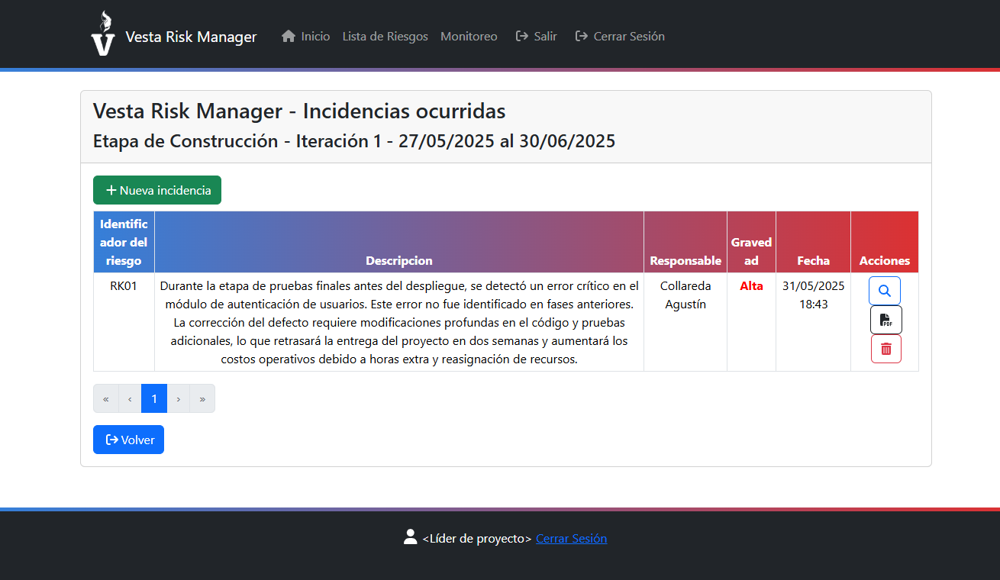 Vesta Risk Manager Inicio Lista de Riesgos Monitoreo Salir Cerrar Sesión
Vesta Risk Manager - Incidencias ocurridas
Etapa de Construcción - Iteración 1 - 27/05/2025 al 30/06/2025
+ Nueva incidencia
Identific
ador del
riesgo
Descripcion
Responsable
Graved
ad
Fecha
Acciones
RK01
Durante la etapa de pruebas finales antes del despliegue, se detectó un error crítico en el
módulo de autenticación de usuarios. Este error no fue identificado en fases anteriores.
La corrección del defecto requiere modificaciones profundas en el código y pruebas
adicionales, lo que retrasará la entrega del proyecto en dos semanas y aumentará los
costos operativos debido a horas extra y reasignación de recursos.
Collareda
Agustín
Alta
31/05/2025
18:43
PDF
« ‹ 1 › »
Volver
<Líder de proyecto> Cerrar Sesión